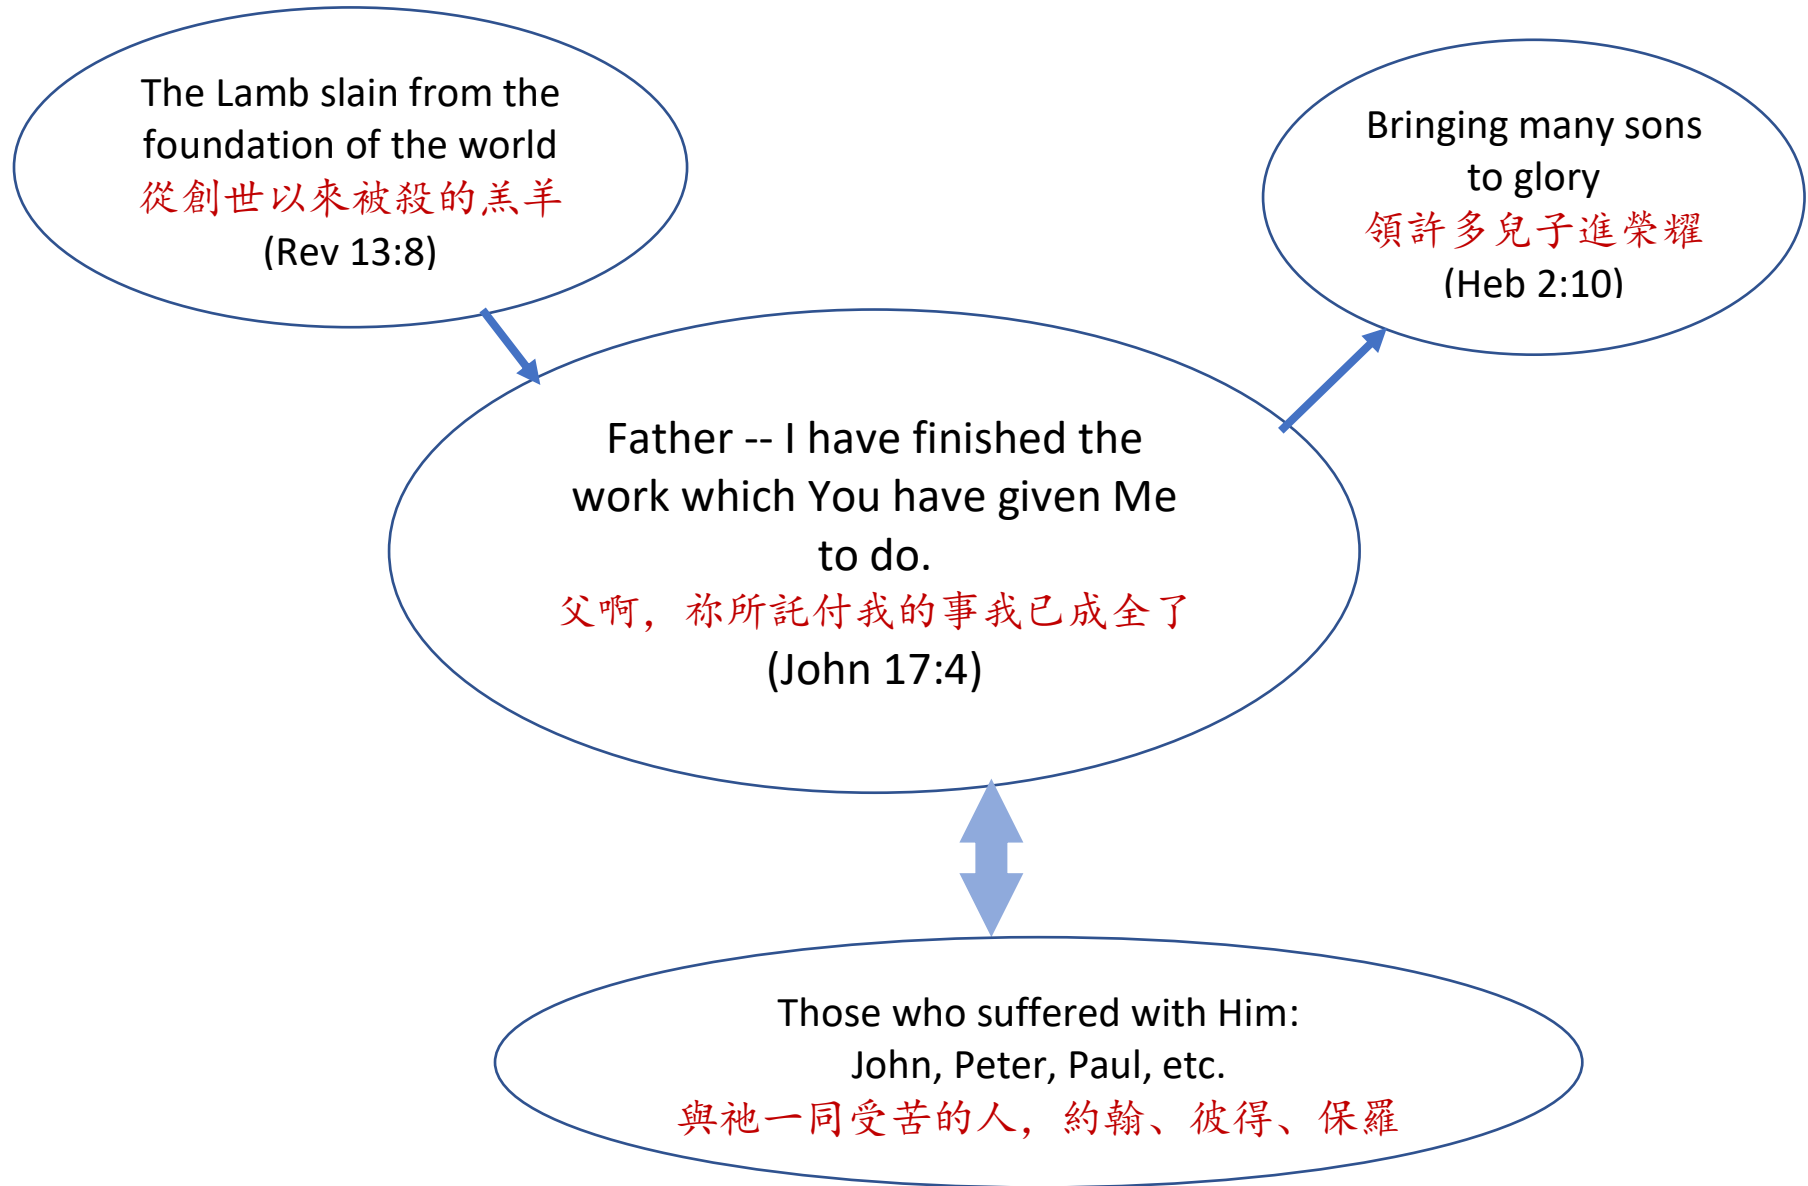 The Lamb slain from the
foundation of the world
從創世以來被殺的羔羊
(Rev 13:8)
Bringing many sons
to glory
領許多兒子進榮耀
(Heb 2:10)
Father -- I have finished the
work which You have given Me
to do.
父啊，祢所託付我的事我已成全了
(John 17:4)
Those who suffered with Him:
John, Peter, Paul, etc.
與祂一同受苦的人，約翰、彼得、保羅